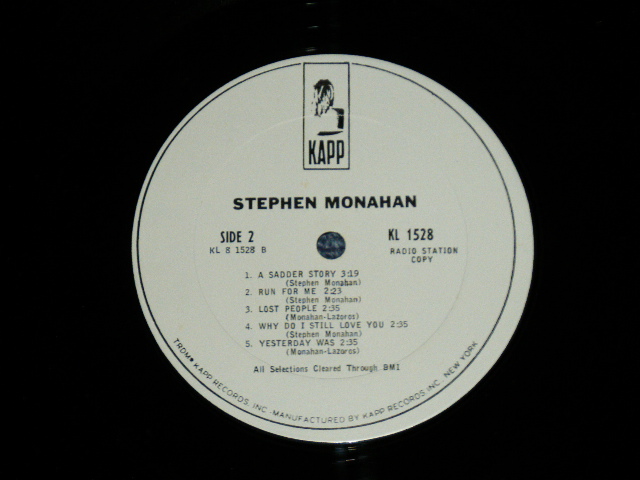 KAPP
STEPHEN MONAHAN
SIDE 2
KL 8 1528 B
KL 1528
RADIO STATION
COPY
1. A SADDER STORY 3:19
(Stephen Monahan)
2. RUN FOR ME 2:23
(Stephen Monahan)
3. LOST PEOPLE 2:35
(Monahan-Lazoros)
4. WHY DO I STILL LOVE YOU 2:35
(Stephen Monahan)
5. YESTERDAY WAS 2:35
(Monahan-Lazoros)
All Selections Cleared Through BMI
TRDMK KAPP RECORDS, INC.-MANUFACTURED BY KAPP RECORDS INC. NEW YORK